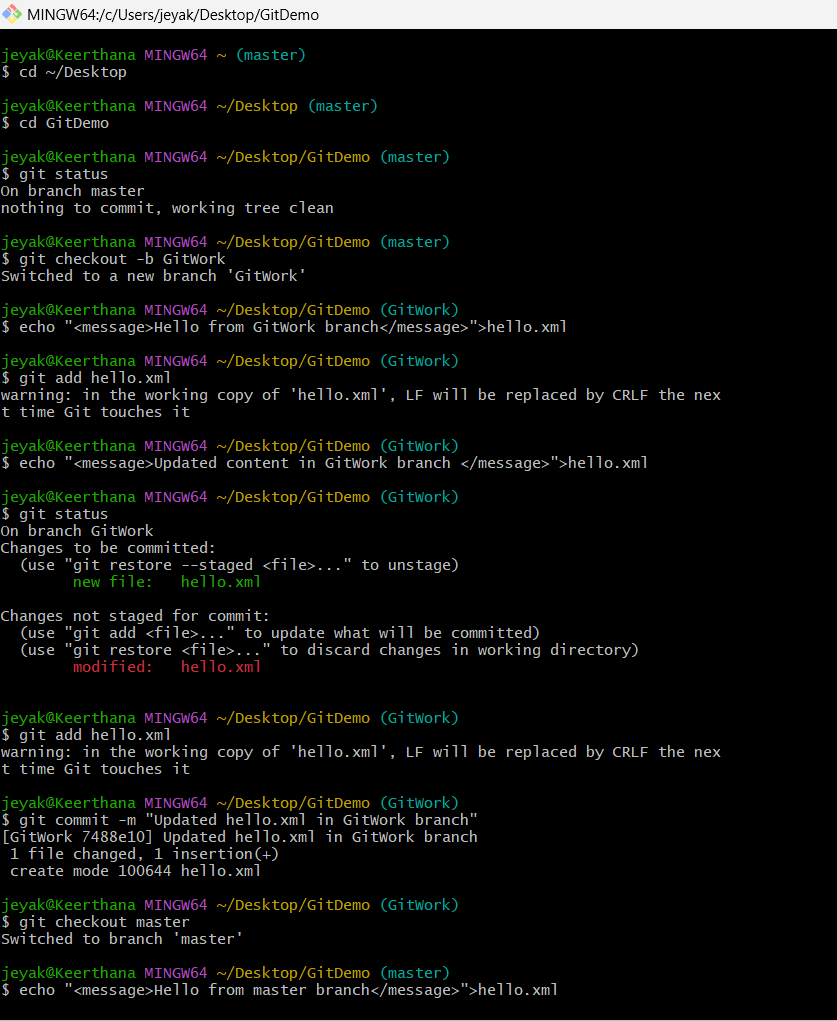 MINGW64:/c/Users/jeyak/Desktop/GitDemo
jeyak@Keerthana MINGW64 ~ (master)
$ cd ~/Desktop
jeyak@Keerthana MINGW64 ~/Desktop (master)
$ cd GitDemo
jeyak@Keerthana MINGW64 ~/Desktop/GitDemo (master)
$ git status
On branch master
nothing to commit, working tree clean
jeyak@Keerthana MINGW64 ~/Desktop/GitDemo (master)
$ git checkout -b GitWork
Switched to a new branch 'GitWork'
jeyak@Keerthana MINGW64 ~/Desktop/GitDemo (GitWork)
$ echo "<message>Hello from GitWork branch</message>">hello.xml
jeyak@Keerthana MINGW64 ~/Desktop/GitDemo (GitWork)
$ git add hello.xml
warning: in the working copy of 'hello.xml', LF will be replaced by CRLF the nex
t time Git touches it
jeyak@Keerthana MINGW64 ~/Desktop/GitDemo (GitWork)
$ echo "<message>Updated content in GitWork branch </message>">hello.xml
jeyak@Keerthana MINGW64 ~/Desktop/GitDemo (GitWork)
$ git status
On branch GitWork
Changes to be committed:
  (use "git restore --staged <file>..." to unstage)
        new file:   hello.xml
Changes not staged for commit:
  (use "git add <file>..." to update what will be committed)
  (use "git restore <file>..." to discard changes in working directory)
        modified:   hello.xml
jeyak@Keerthana MINGW64 ~/Desktop/GitDemo (GitWork)
$ git add hello.xml
warning: in the working copy of 'hello.xml', LF will be replaced by CRLF the nex
t time Git touches it
jeyak@Keerthana MINGW64 ~/Desktop/GitDemo (GitWork)
$ git commit -m "Updated hello.xml in GitWork branch"
[GitWork 7488e10] Updated hello.xml in GitWork branch
 1 file changed, 1 insertion(+)
 create mode 100644 hello.xml
jeyak@Keerthana MINGW64 ~/Desktop/GitDemo (GitWork)
$ git checkout master
Switched to branch 'master'
jeyak@Keerthana MINGW64 ~/Desktop/GitDemo (master)
$ echo "<message>Hello from master branch</message>">hello.xml